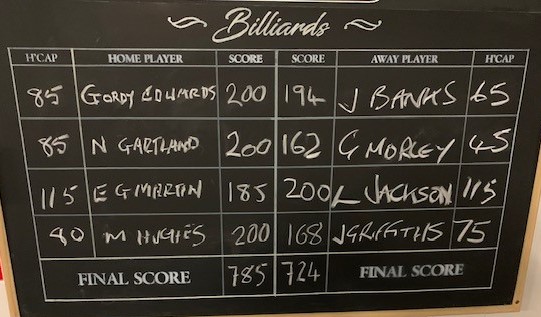 Billiards
H'CAP HOME PLAYER SCORE SCORE AWAY PLAYER H'CAP
85 GORDY EDWARDS 200 194 J BANKS 65
85 N GARTLAND 200 162 G MORLEY 45
115 E G MARTIN 185 200 L JACKSON 115
80 M HUGHES 200 168 J GRIFFITHS 75
FINAL SCORE 785 724 FINAL SCORE